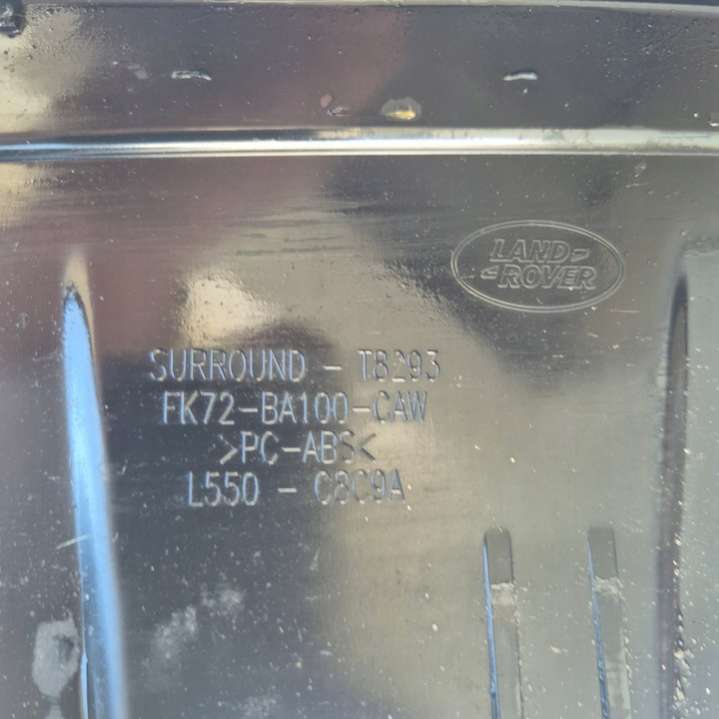 LAND
ROVER
SURROUND - T8293
FK72-BA100-CAW
>PC-ABS<
L550 - C8C9A